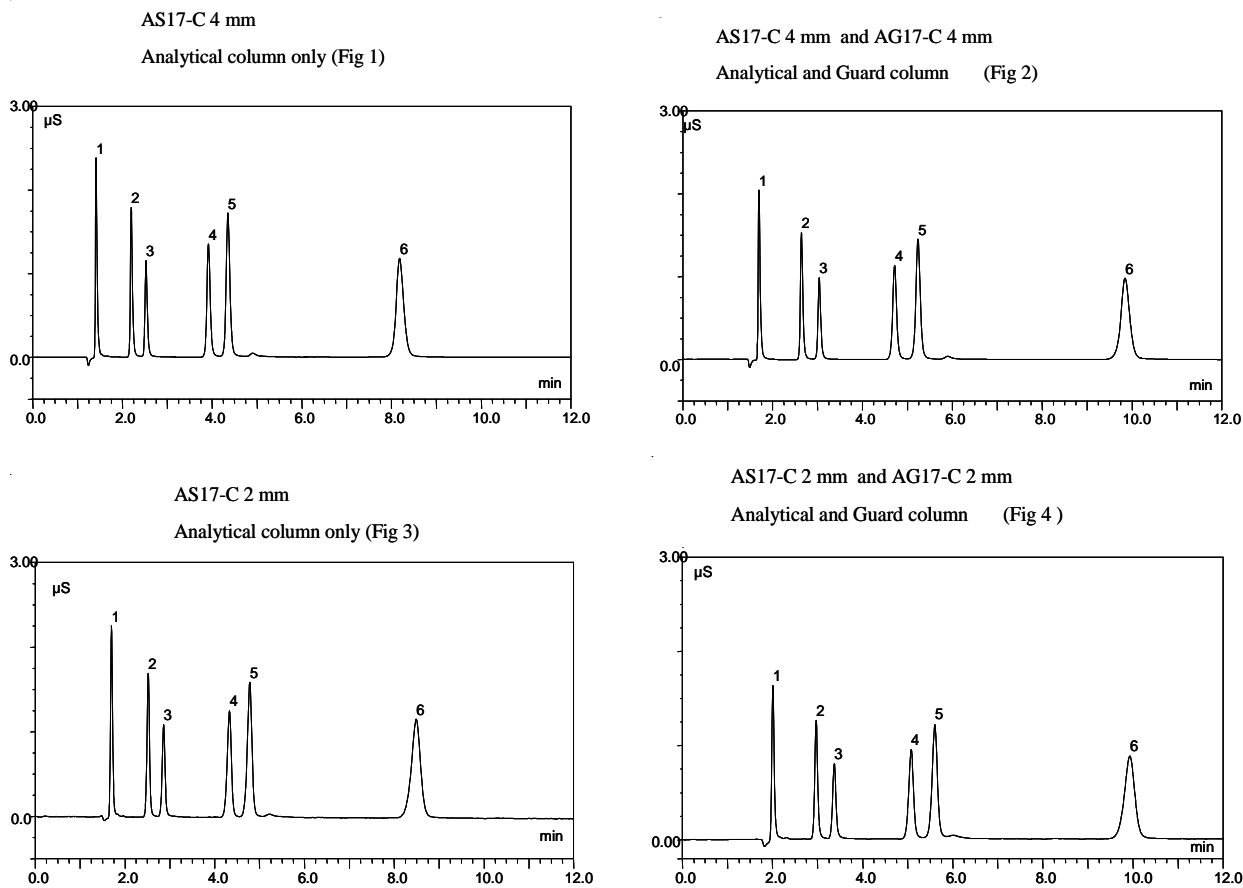 AS17-C 4 mm
Analytical column only (Fig 1)
3.00
µS
1
2
3
4
5
6
0.0
min
0.0 2.0 4.0 6.0 8.0 10.0 12.0
AS17-C 4 mm and AG17-C 4 mm
Analytical and Guard column (Fig 2)
3.00
µS
1
2
3
4
5
6
0.0
min
0.0 2.0 4.0 6.0 8.0 10.0 12.0
AS17-C 2 mm
Analytical column only (Fig 3)
3.00
µS
1
2
3
4
5
6
0.0
min
0.0 2.0 4.0 6.0 8.0 10.0 12.0
AS17-C 2 mm and AG17-C 2 mm
Analytical and Guard column (Fig 4 )
3.00
µS
1
2
3
4
5
6
0.00
min
0.0 2.0 4.0 6.0 8.0 10.0 12.0